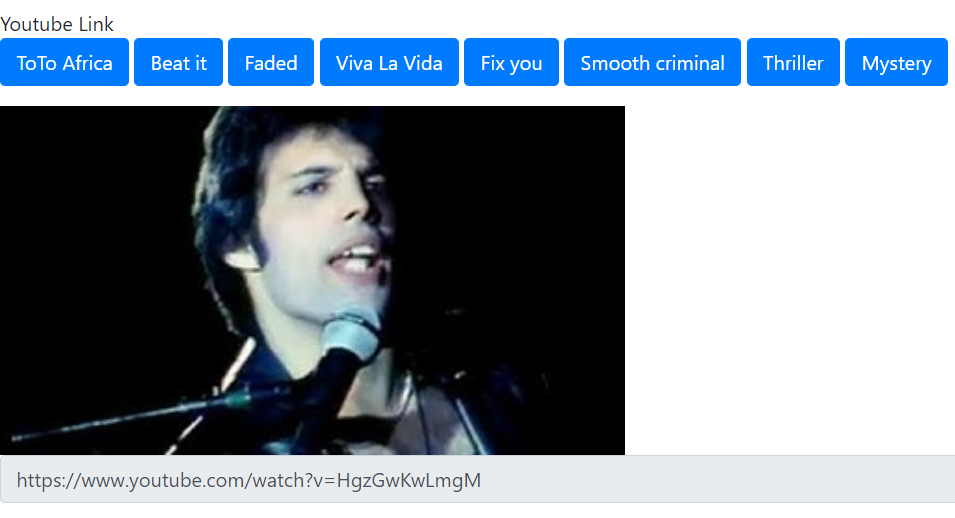 Youtube Link
ToTo Africa Beat it Faded Viva La Vida Fix you Smooth criminal Thriller Mystery
https://www.youtube.com/watch?v=HgzGwKwLmgM